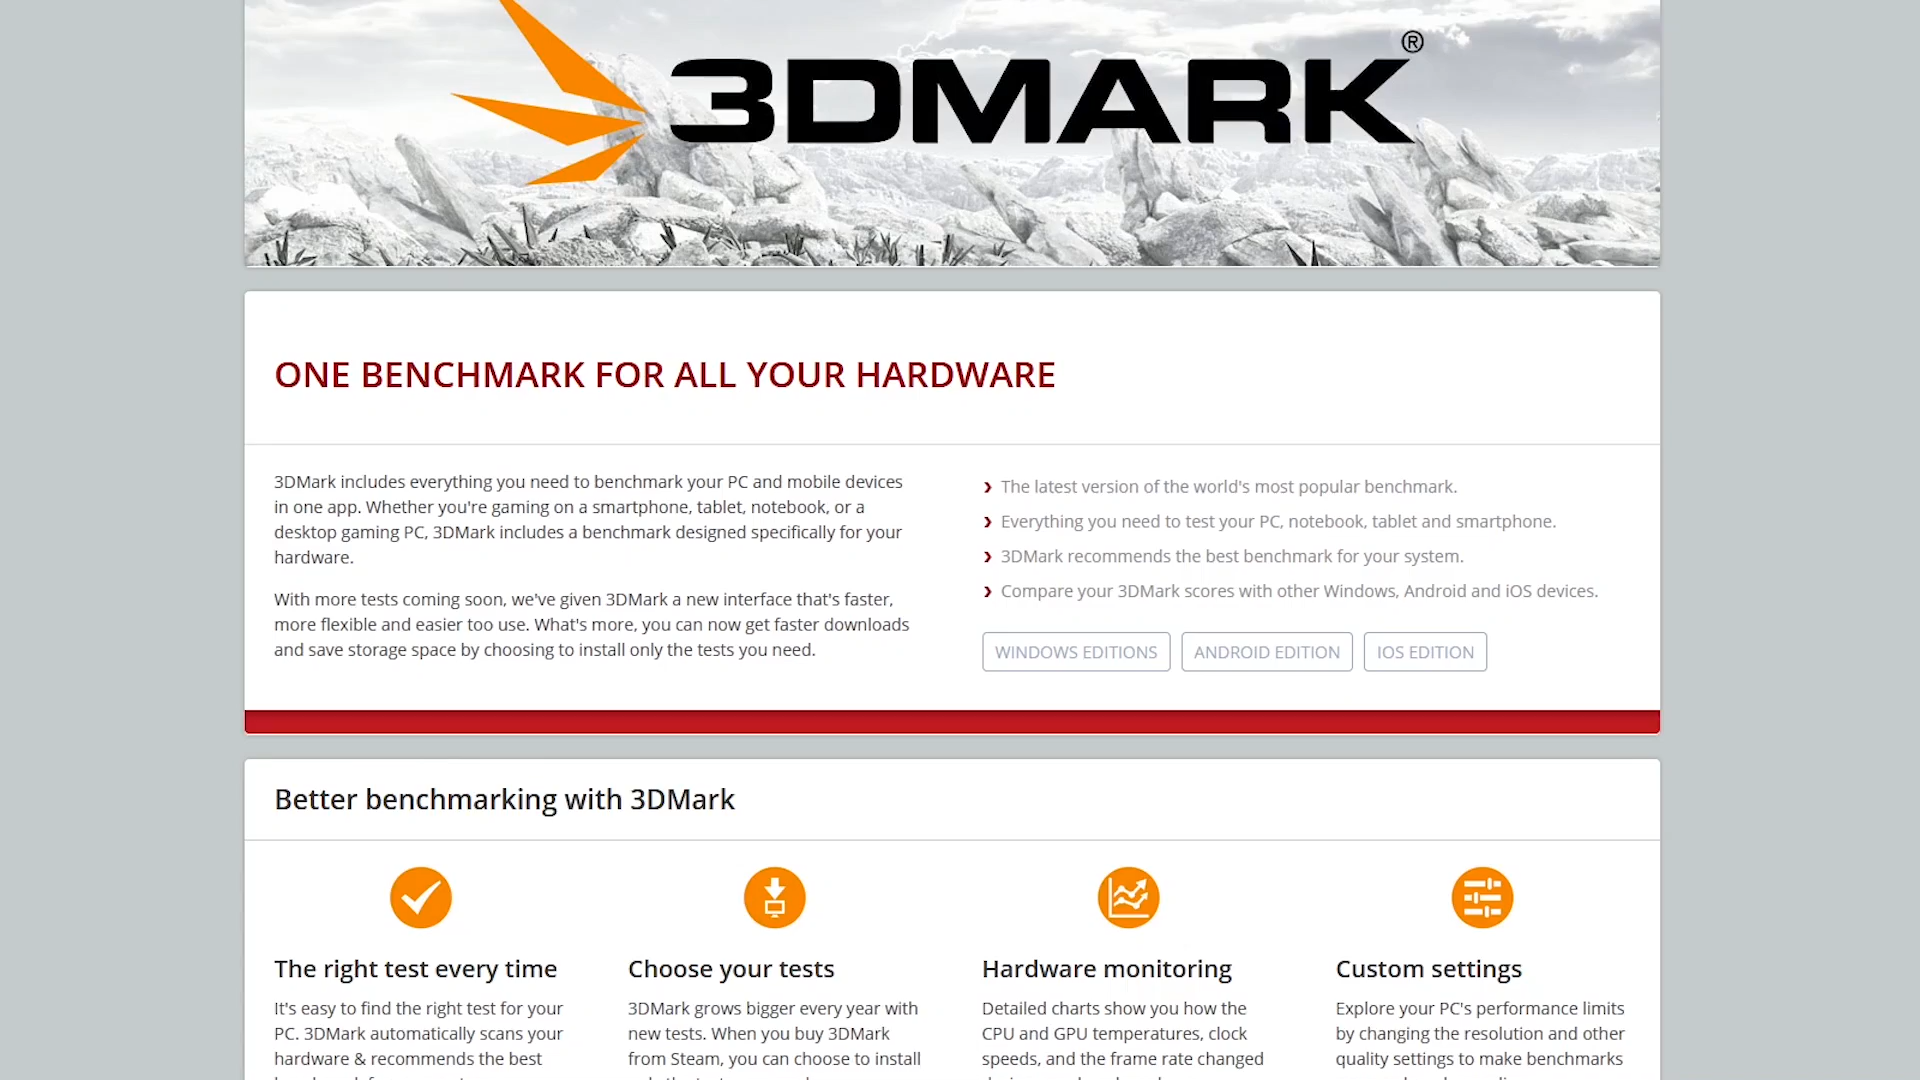 3DMARK®
ONE BENCHMARK FOR ALL YOUR HARDWARE
3DMark includes everything you need to benchmark your PC and mobile devices
in one app. Whether you're gaming on a smartphone, tablet, notebook, or a
desktop gaming PC, 3DMark includes a benchmark designed specifically for your
hardware.
With more tests coming soon, we've given 3DMark a new interface that's faster,
more flexible and easier too use. What's more, you can now get faster downloads
and save storage space by choosing to install only the tests you need.
The latest version of the world's most popular benchmark.
Everything you need to test your PC, notebook, tablet and smartphone.
3DMark recommends the best benchmark for your system.
Compare your 3DMark scores with other Windows, Android and iOS devices.
WINDOWS EDITIONS
ANDROID EDITION
IOS EDITION
Better benchmarking with 3DMark
The right test every time
It's easy to find the right test for your
PC. 3DMark automatically scans your
hardware & recommends the best
Choose your tests
3DMark grows bigger every year with
new tests. When you buy 3DMark
from Steam, you can choose to install
Hardware monitoring
Detailed charts show you how the
CPU and GPU temperatures, clock
speeds, and the frame rate changed
Custom settings
Explore your PC's performance limits
by changing the resolution and other
quality settings to make benchmarks